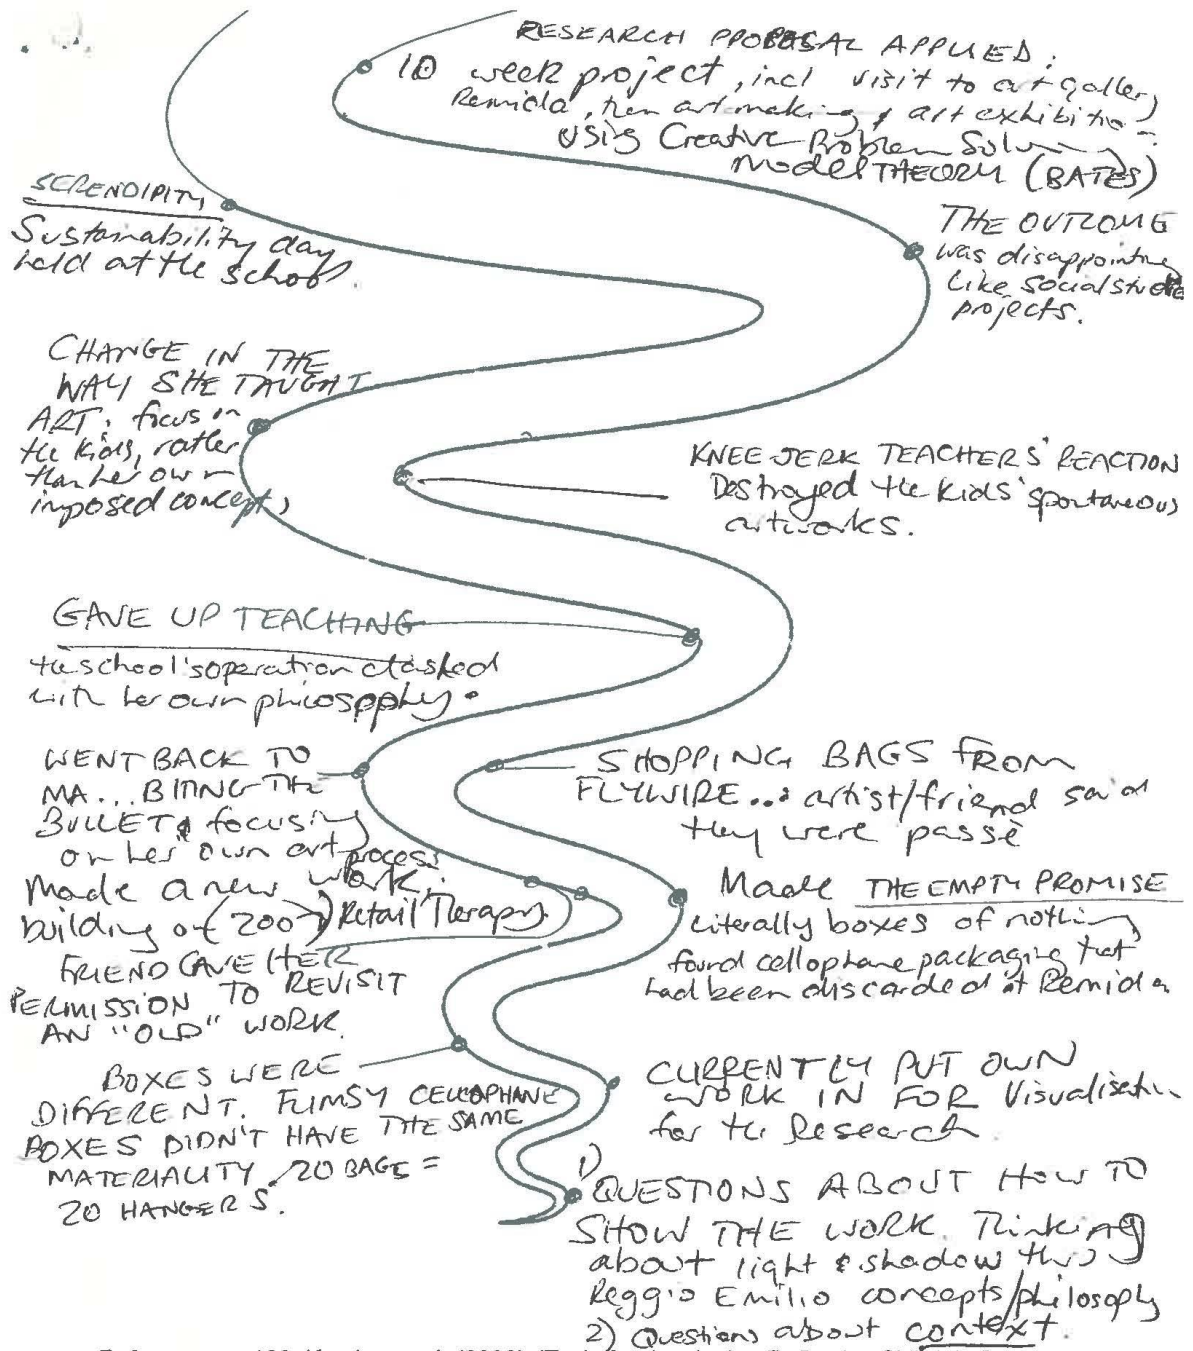 RESEARCH PROPOSAL APPLIED:
10 week project, incl visit to art gallery
Remida, then artmaking & art exhibition
using Creative Problem Solving
Model THEORY (BATES)
SERENDIPITY
Sustainability day
held at the school.
THE OUTCOME
was disappointing
Like social studies
projects.
CHANGE IN THE
WAY SHE TAUGHT
ART: focus on
the kids, rather
than her own
imposed concepts
KNEE-JERK TEACHERS' REACTION
Destroyed the kids' spontaneous
artworks.
GAVE UP TEACHING
the school's operation clashed
with her own philosophy.
WENT BACK TO
MA... BITING THE
BULLET & focusing
on her own art process
Made a new work,
building of (2007) Retail Therapy
FRIEND GAVE HER
PERMISSION TO REVISIT
AN "OLD" WORK.
SHOPPING BAGS FROM
FLYWIRE...: artist/friend said
they were passè
Made THE EMPTY PROMISE
Literally boxes of nothing
found cellophane packaging that
had been discarded at Remida
BOXES WERE
DIFFERENT. FLIMSY CELLOPHANE
BOXES DIDN'T HAVE THE SAME
MATERIALITY. 20 BAGS =
20 HANGERS.
CURRENTLY PUT OWN
WORK IN FOR Visualisation
for the Research
1) QUESTIONS ABOUT HOW TO
SHOW THE WORK. Thinking
about light & shadow thru
Reggio Emilio concepts/philosophy
2) Questions about context.